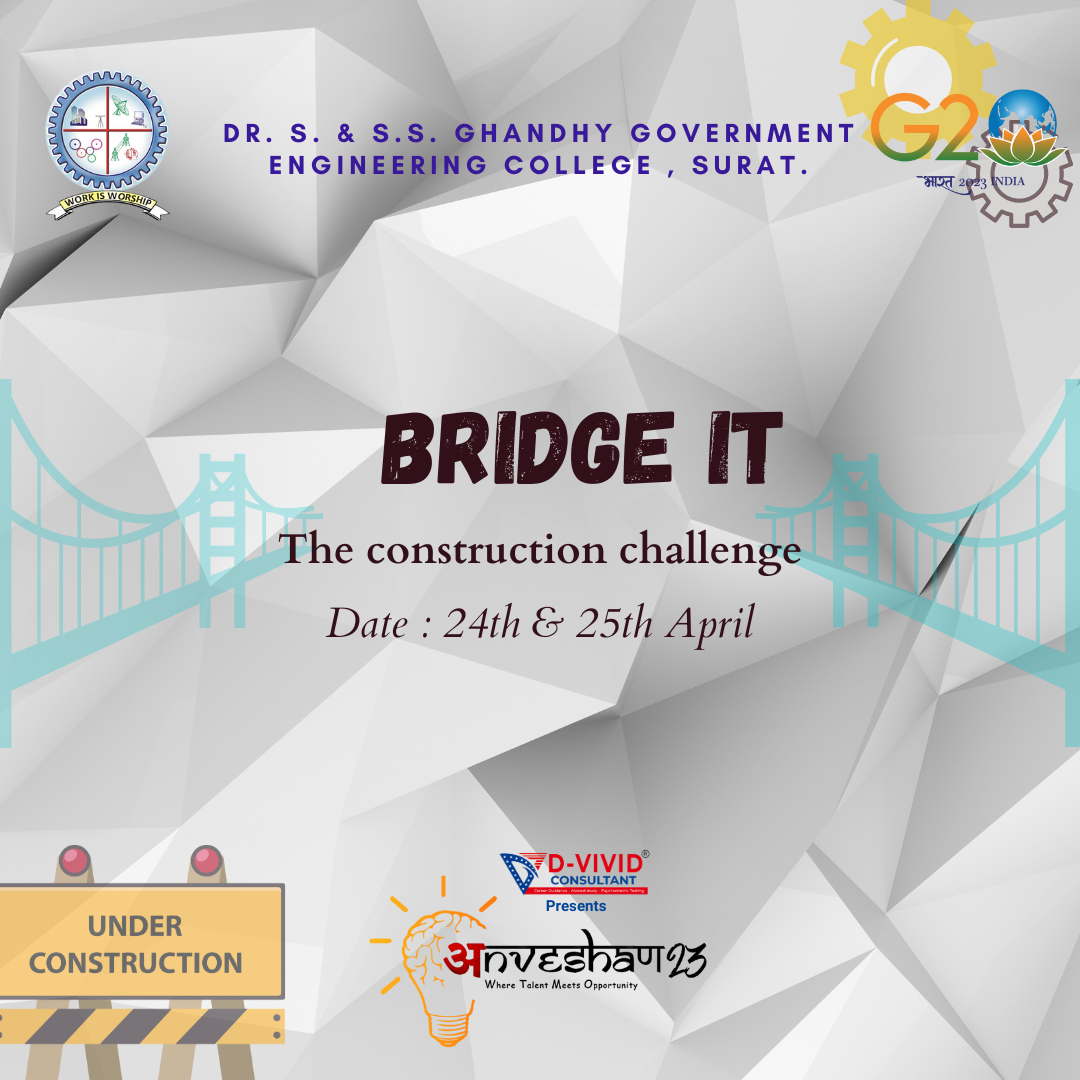 DR. S. & S.S. GHANDHY GOVERNMENT
ENGINEERING COLLEGE , SURAT.
WORK IS WORSHIP
G20
भारत 2023 INDIA
BRIDGE IT
The construction challenge
Date : 24th & 25th April
UNDER
CONSTRUCTION
D-VIVID®
CONSULTANT
Presents
अnveshaण23
Where Talent Meets Opportunity